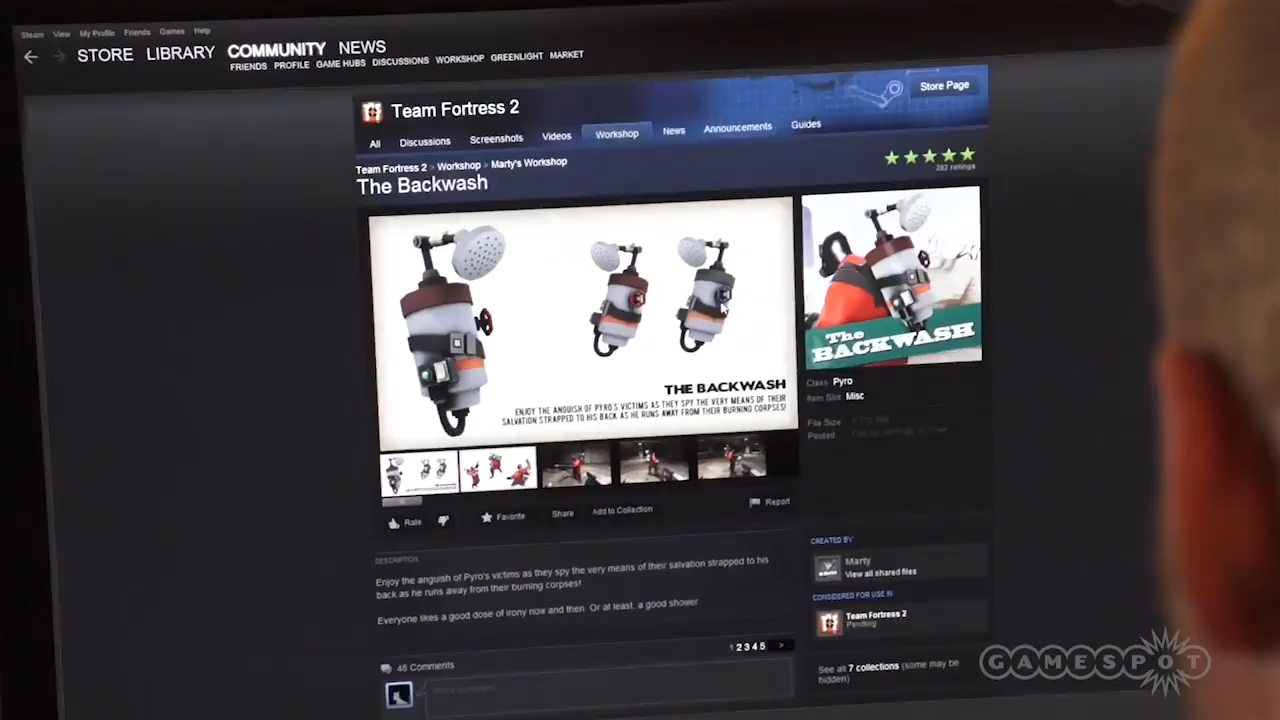 Steam View My Profile Friends Games Help
STORE LIBRARY COMMUNITY NEWS
FRIENDS PROFILE GAME HUBS DISCUSSIONS WORKSHOP GREENLIGHT MARKET
Team Fortress 2
Store Page
All Discussions Screenshots Videos Workshop News Announcements Guides
Team Fortress 2 > Workshop > Marty's Workshop
The Backwash
282 ratings
THE BACKWASH
ENJOY THE ANGUISH OF PYRO'S VICTIMS AS THEY SPY THE VERY MEANS OF THEIR
SALVATION STRAPPED TO HIS BACK AS HE RUNS AWAY FROM THEIR BURNING CORPSES!
The
BACKWASH
Class Pyro
Item Slot Misc
File Size
Posted
Rate Favorite Share Add to Collection Report
DESCRIPTION
Enjoy the anguish of Pyro's victims as they spy the very means of their salvation strapped to his
back as he runs away from their burning corpses!
Everyone likes a good dose of irony now and then Or at least, a good shower
1 2 3 4 5 >
48 Comments
CREATED BY
Marty
View all shared files
CONSIDERED FOR USE IN
Team Fortress 2
Pending
See all 7 collections (some may be
hidden)
GAMESPOT